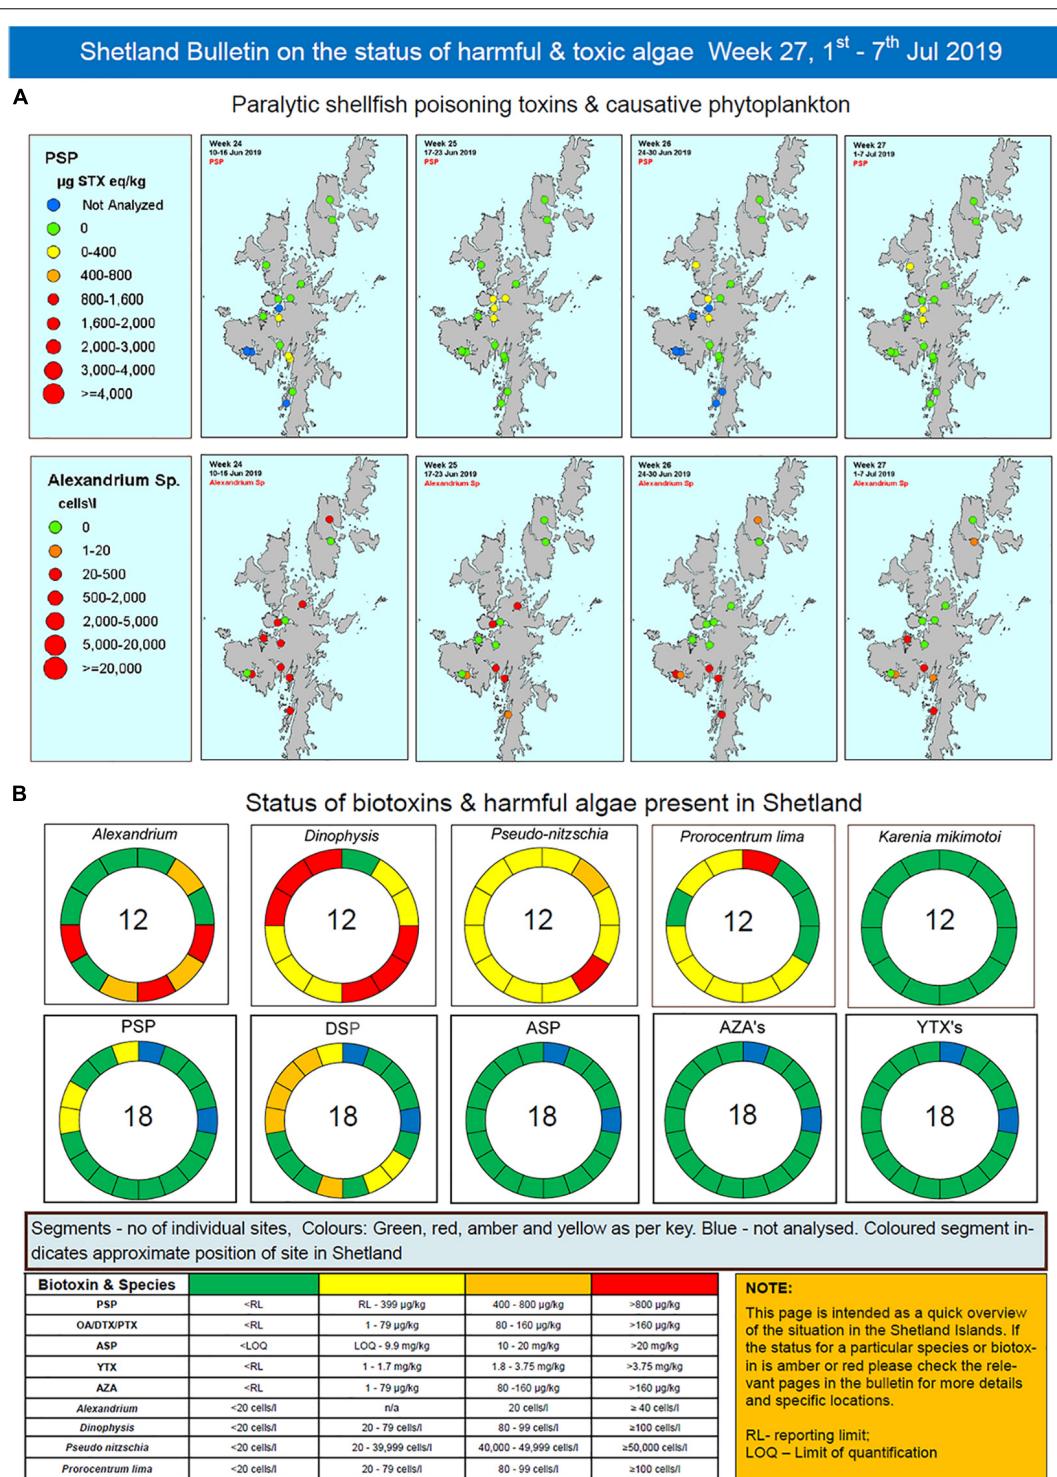 Shetland Bulletin on the status of harmful & toxic algae Week 27, 1st - 7th Jul 2019
A
Paralytic shellfish poisoning toxins & causative phytoplankton
PSP
µg STX eq/kg
Not Analyzed
0
0-400
400-800
800-1,600
1,600-2,000
2,000-3,000
3,000-4,000
>=4,000
Week 24
10-16 Jun 2019
PSP
Week 25
17-23 Jun 2019
PSP
Week 26
24-30 Jun 2019
PSP
Week 27
1-7 Jul 2019
PSP
Alexandrium Sp.
cells\l
0
1-20
20-500
500-2,000
2,000-5,000
5,000-20,000
>=20,000
Week 24
10-16 Jun 2019
Alexandrium Sp
Week 25
17-23 Jun 2019
Alexandrium Sp
Week 26
24-30 Jun 2019
Alexandrium Sp
Week 27
1-7 Jul 2019
Alexandrium Sp
B
Status of biotoxins & harmful algae present in Shetland
Alexandrium
12
Dinophysis
12
Pseudo-nitzschia
12
Prorocentrum lima
12
Karenia mikimotoi
12
PSP
18
DSP
18
ASP
18
AZA's
18
YTX's
18
Segments - no of individual sites, Colours: Green, red, amber and yellow as per key. Blue - not analysed. Coloured segment in-
dicates approximate position of site in Shetland
Biotoxin & Species
PSP <RL RL - 399 µg/kg 400 - 800 µg/kg >800 µg/kg
OA/DTX/PTX <RL 1 - 79 µg/kg 80 - 160 µg/kg >160 µg/kg
ASP <LOQ LOQ - 9.9 mg/kg 10 - 20 mg/kg >20 mg/kg
YTX <RL 1 - 1.7 mg/kg 1.8 - 3.75 mg/kg >3.75 mg/kg
AZA <RL 1 - 79 µg/kg 80 -160 µg/kg >160 µg/kg
Alexandrium <20 cells/l n/a 20 cells/l ≥ 40 cells/l
Dinophysis <20 cells/l 20 - 79 cells/l 80 - 99 cells/l ≥100 cells/l
Pseudo nitzschia <20 cells/l 20 - 39,999 cells/l 40,000 - 49,999 cells/l ≥50,000 cells/l
Prorocentrum lima <20 cells/l 20 - 79 cells/l 80 - 99 cells/l ≥100 cells/l
NOTE:
This page is intended as a quick overview
of the situation in the Shetland Islands. If
the status for a particular species or biotox-
in is amber or red please check the rele-
vant pages in the bulletin for more details
and specific locations.
RL- reporting limit;
LOQ – Limit of quantification